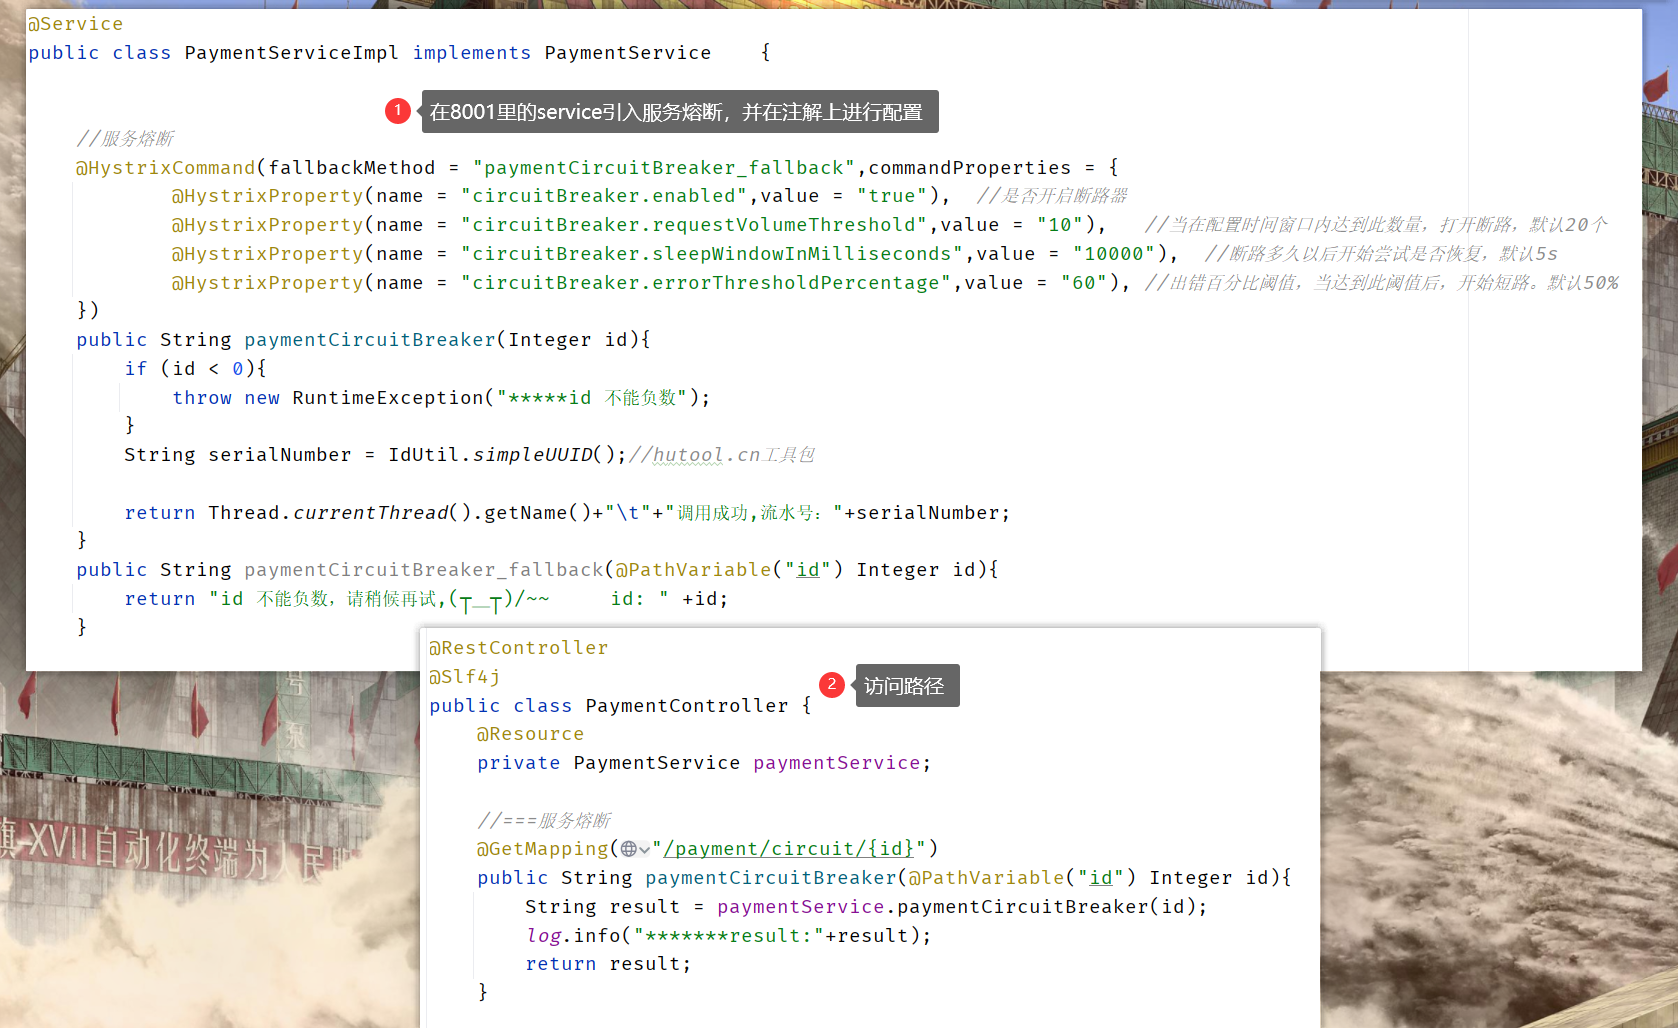 @Service
public class PaymentServiceImpl implements PaymentService    {
1 在8001里的service引入服务熔断，并在注解上进行配置
//服务熔断
@HystrixCommand(fallbackMethod = "paymentCircuitBreaker_fallback",commandProperties = {
@HystrixProperty(name = "circuitBreaker.enabled",value = "true"),  //是否开启断路器
@HystrixProperty(name = "circuitBreaker.requestVolumeThreshold",value = "10"),   //当在配置时间窗口内达到此数量，打开断路，默认20个
@HystrixProperty(name = "circuitBreaker.sleepWindowInMilliseconds",value = "10000"),  //断路多久以后开始尝试是否恢复，默认5s
@HystrixProperty(name = "circuitBreaker.errorThresholdPercentage",value = "60"), //出错百分比阈值，当达到此阈值后，开始短路。默认50%
})
public String paymentCircuitBreaker(Integer id){
if (id < 0){
throw new RuntimeException("*****id 不能负数");
}
String serialNumber = IdUtil.simpleUUID();//hutool.cn工具包
return Thread.currentThread().getName()+"\t"+"调用成功,流水号："+serialNumber;
}
public String paymentCircuitBreaker_fallback(@PathVariable("id") Integer id){
return "id 不能负数，请稍候再试,(┬＿┬)/~~     id: " +id;
}
@RestController
@Slf4j
2 访问路径
public class PaymentController {
@Resource
private PaymentService paymentService;
//===服务熔断
@GetMapping("/payment/circuit/{id}")
public String paymentCircuitBreaker(@PathVariable("id") Integer id){
String result = paymentService.paymentCircuitBreaker(id);
log.info("*******result:"+result);
return result;
}
号
泵
旗-XVII自动化终端为人民